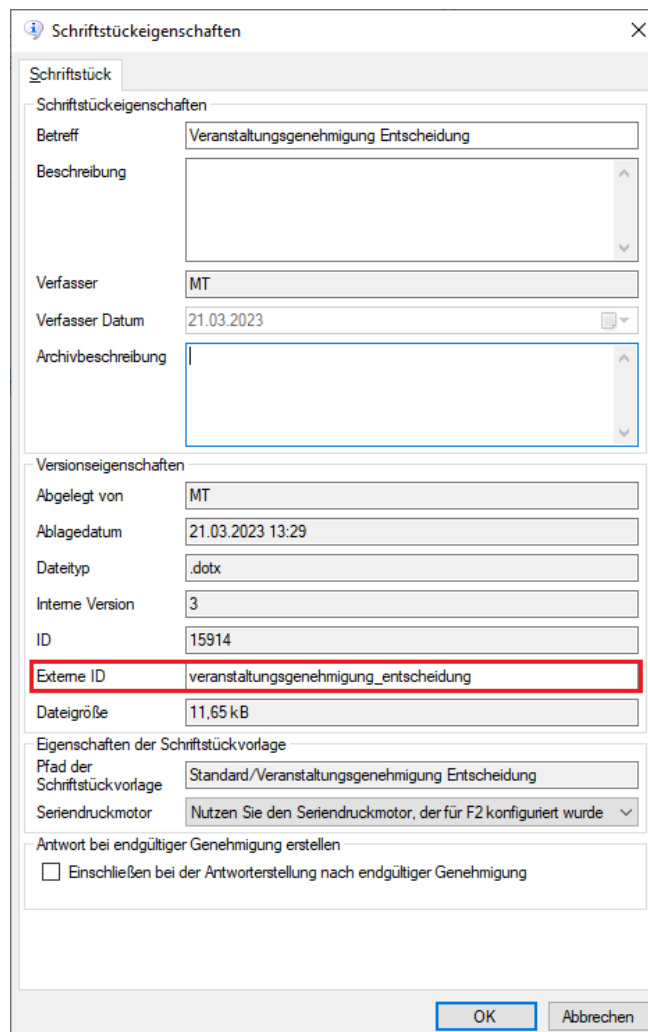 Schriftstückeigenschaften
Schriftstück
Schriftstückeigenschaften
Betreff Veranstaltungsgenehmigung Entscheidung
Beschreibung
Verfasser MT
Verfasser Datum 21.03.2023
Archivbeschreibung
Versionseigenschaften
Abgelegt von MT
Ablagedatum 21.03.2023 13:29
Dateityp .dotx
Interne Version 3
ID 15914
Externe ID veranstaltungsgenehmigung_entscheidung
Dateigröße 11,65 kB
Eigenschaften der Schriftstückvorlage
Pfad der
Schriftstückvorlage Standard/Veranstaltungsgenehmigung Entscheidung
Seriendruckmotor Nutzen Sie den Seriendruckmotor, der für F2 konfiguriert wurde
Antwort bei endgültiger Genehmigung erstellen
Einschließen bei der Antworterstellung nach endgültiger Genehmigung
OK Abbrechen